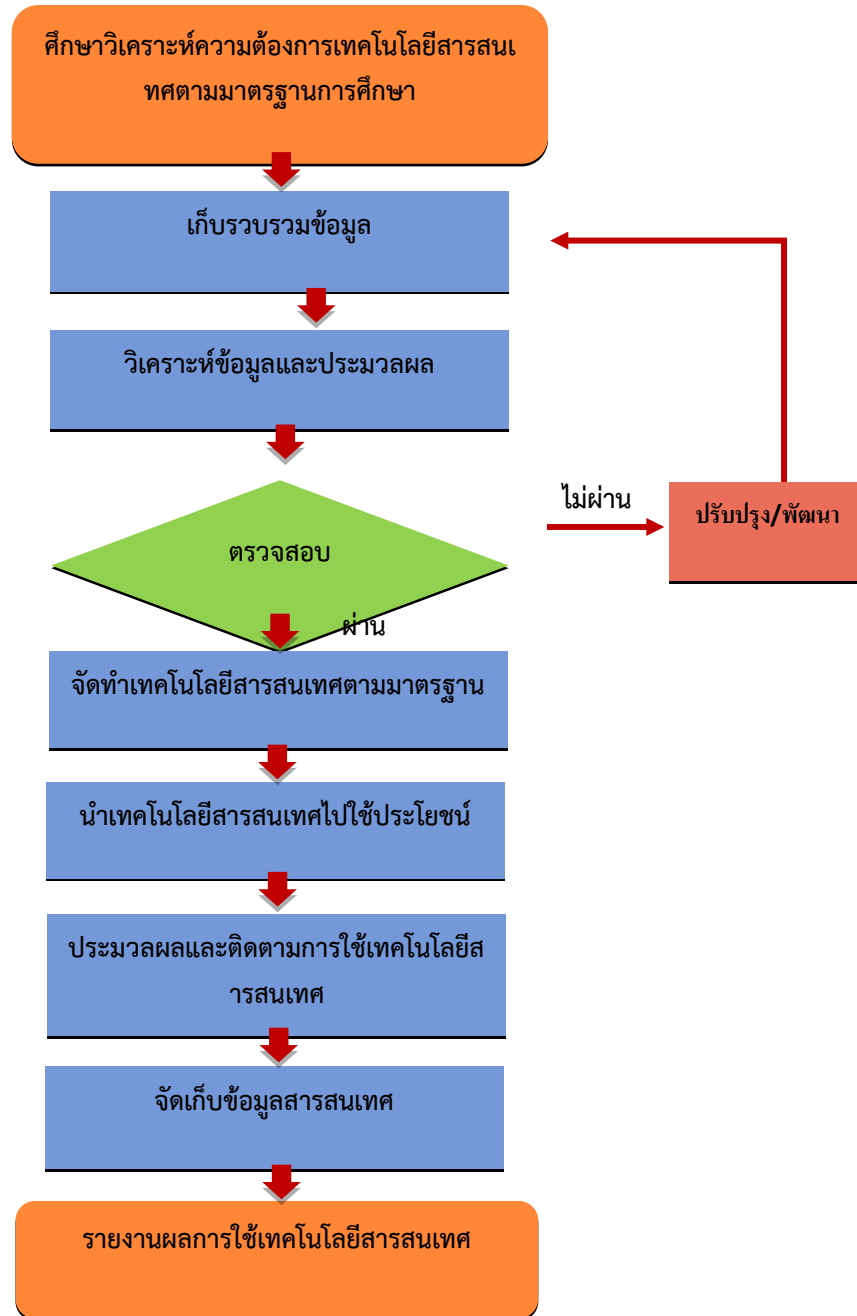 ศึกษาวิเคราะห์ความต้องการเทคโนโลยีสารสนเ
ทศตามมาตรฐานการศึกษา
เก็บรวบรวมข้อมูล
วิเคราะห์ข้อมูลและประมวลผล
ตรวจสอบ
ไม่ผ่าน
ปรับปรุง/พัฒนา
ผ่าน
จัดทำเทคโนโลยีสารสนเทศตามมาตรฐาน
นำเทคโนโลยีสารสนเทศไปใช้ประโยชน์
ประมวลผลและติดตามการใช้เทคโนโลยีส
ารสนเทศ
จัดเก็บข้อมูลสารสนเทศ
รายงานผลการใช้เทคโนโลยีสารสนเทศ